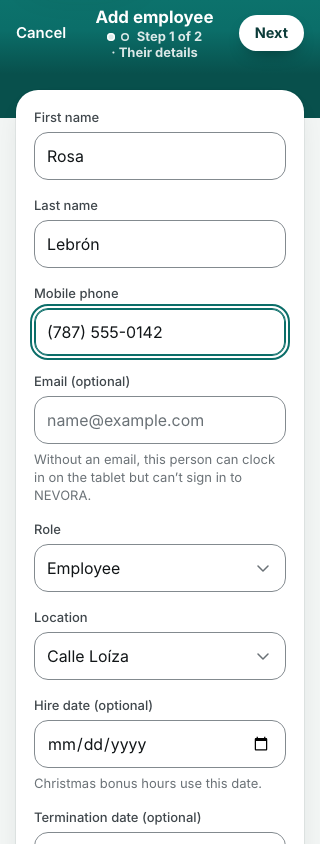 Cancel
Add employee
Step 1 of 2
· Their details
Next
First name
Rosa
Last name
Lebrón
Mobile phone
(787) 555-0142
Email (optional)
name@example.com
Without an email, this person can clock
in on the tablet but can’t sign in to
NEVORA.
Role
Employee
Location
Calle Loíza
Hire date (optional)
mm/dd/yyyy
Christmas bonus hours use this date.
Termination date (optional)